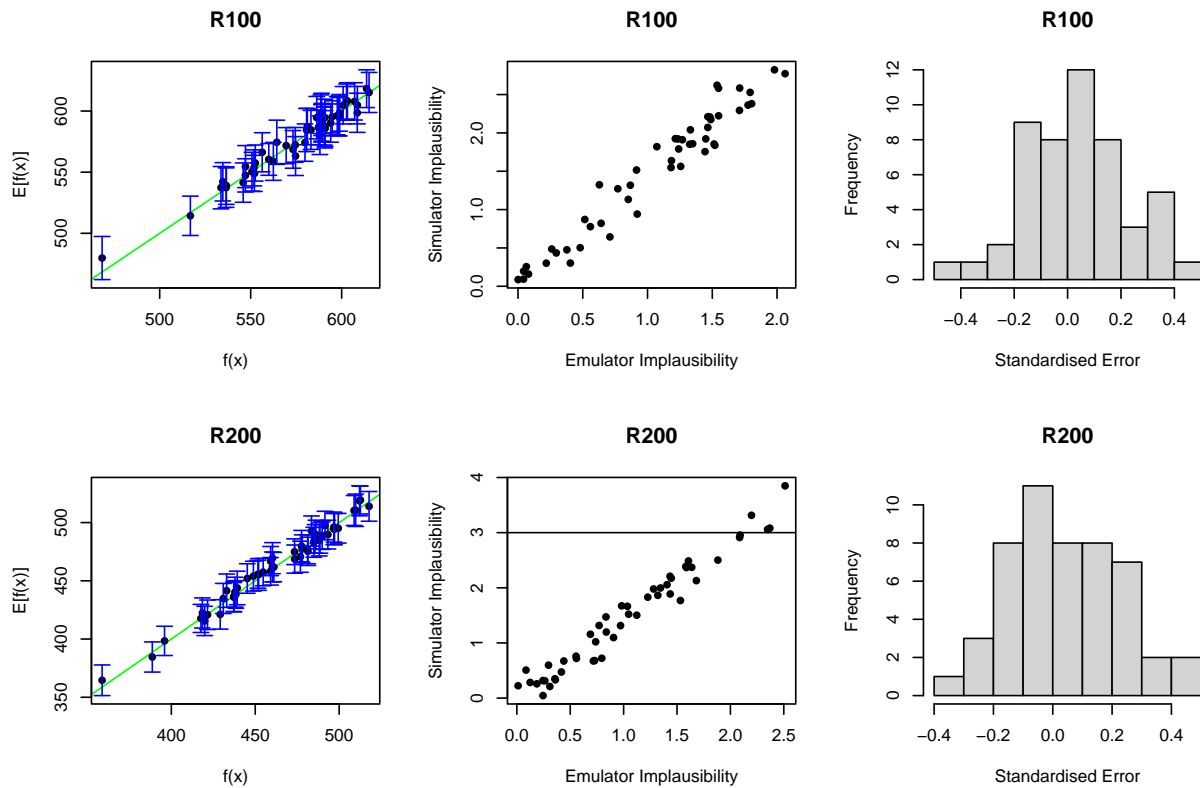 R100
E[f(x)]
600
550
500
500 550 600
f(x)
R100
Simulator Implausibility
2.0
1.0
0.0
0.0 0.5 1.0 1.5 2.0
Emulator Implausibility
R100
Frequency
12
10
8
6
4
2
0
−0.4 −0.2 0.0 0.2 0.4
Standardised Error
R200
E[f(x)]
500
450
400
350
400 450 500
f(x)
R200
Simulator Implausibility
4
3
2
1
0
0.0 0.5 1.0 1.5 2.0 2.5
Emulator Implausibility
R200
Frequency
10
8
6
4
2
0
−0.4 −0.2 0.0 0.2 0.4
Standardised Error